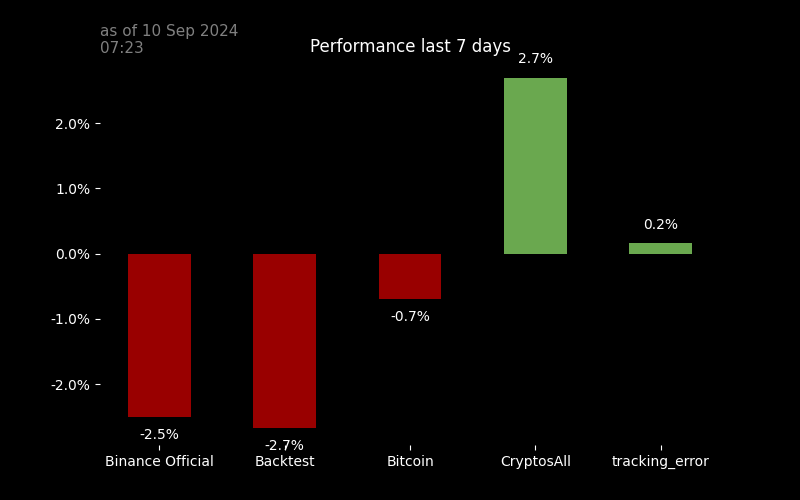 as of 10 Sep 2024
07:23
Performance last 7 days
2.7%
2.0%
1.0%
0.2%
0.0%
-1.0%
-0.7%
-2.0%
-2.5%
-2.7%
Binance Official
Backtest
Bitcoin
CryptosAll
tracking_error